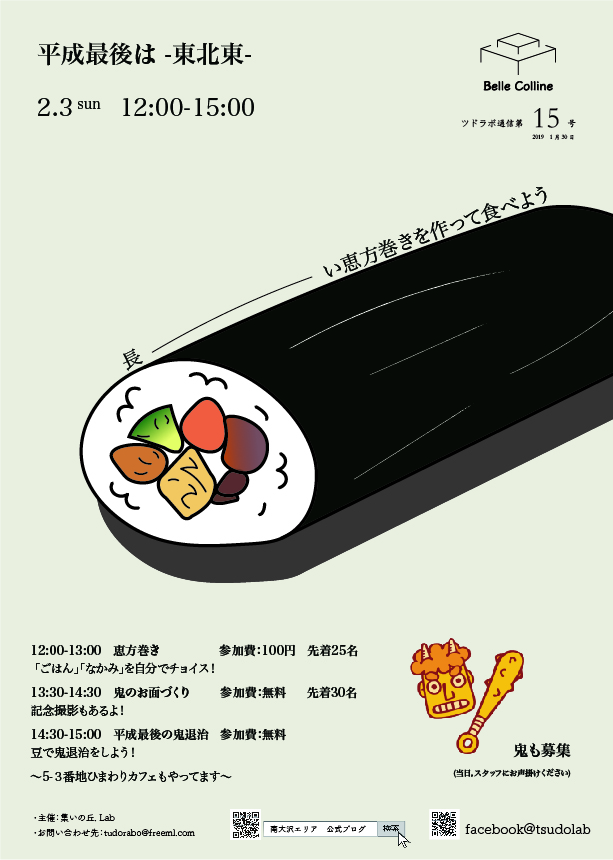 平成最後は -東北東-
2.3 sun 12:00-15:00
Belle Colline
ツドラボ通信第 15 号
2019 1月30日
長——い恵方巻きを作って食べよう
12:00-13:00 恵方巻き 参加費:100円 先着25名
「ごはん」「なかみ」を自分でチョイス!
13:30-14:30 鬼のお面づくり 参加費:無料 先着30名
記念撮影もあるよ!
14:30-15:00 平成最後の鬼退治 参加費:無料
豆で鬼退治をしよう!
〜5-3番地ひまわりカフェもやってます〜
鬼も募集
(当日、スタッフにお声掛けください)
・主催:集いの丘. Lab
・お問い合わせ先:tudorabo@freeml.com
南大沢エリア 公式ブログ 検索
facebook@tsudolab